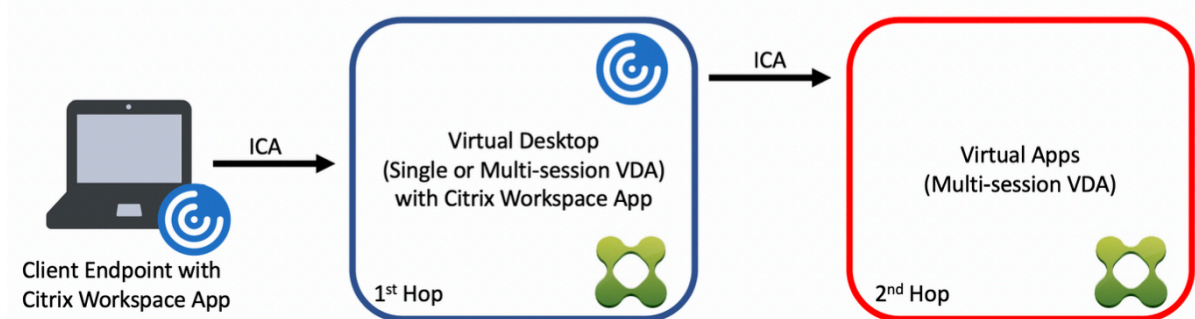 ICA
Client Endpoint with
Citrix Workspace App
Virtual Desktop
(Single or Multi-session VDA)
with Citrix Workspace App
1st Hop
ICA
Virtual Apps
(Multi-session VDA)
2nd Hop